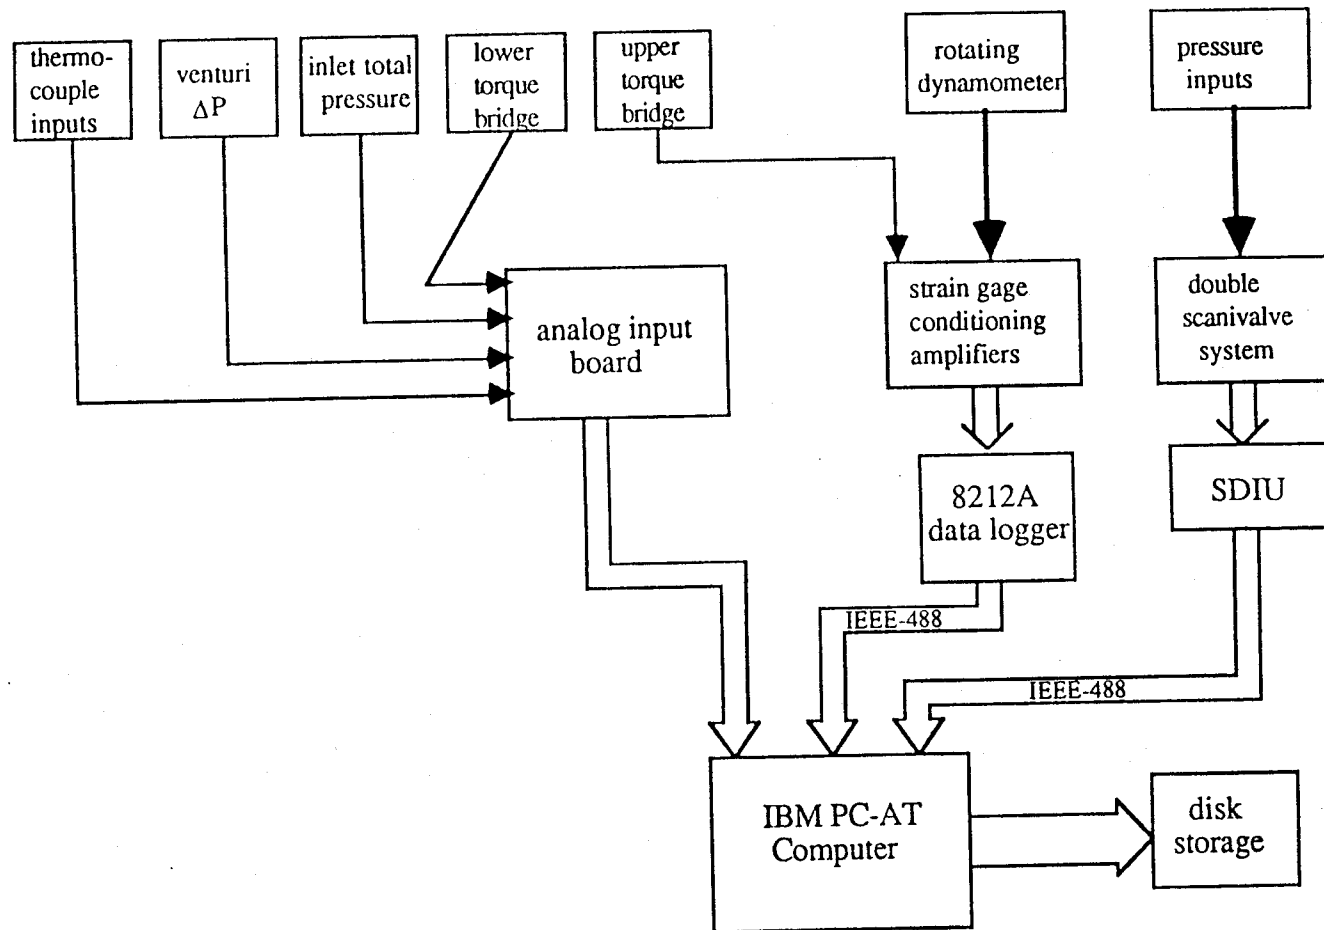 thermo-
couple
inputs
venturi
ΔP
inlet total
pressure
lower
torque
bridge
upper
torque
bridge
rotating
dynamometer
pressure
inputs
analog input
board
strain gage
conditioning
amplifiers
double
scanivalve
system
8212A
data logger
SDIU
IEEE-488
IEEE-488
IBM PC-AT
Computer
disk
storage